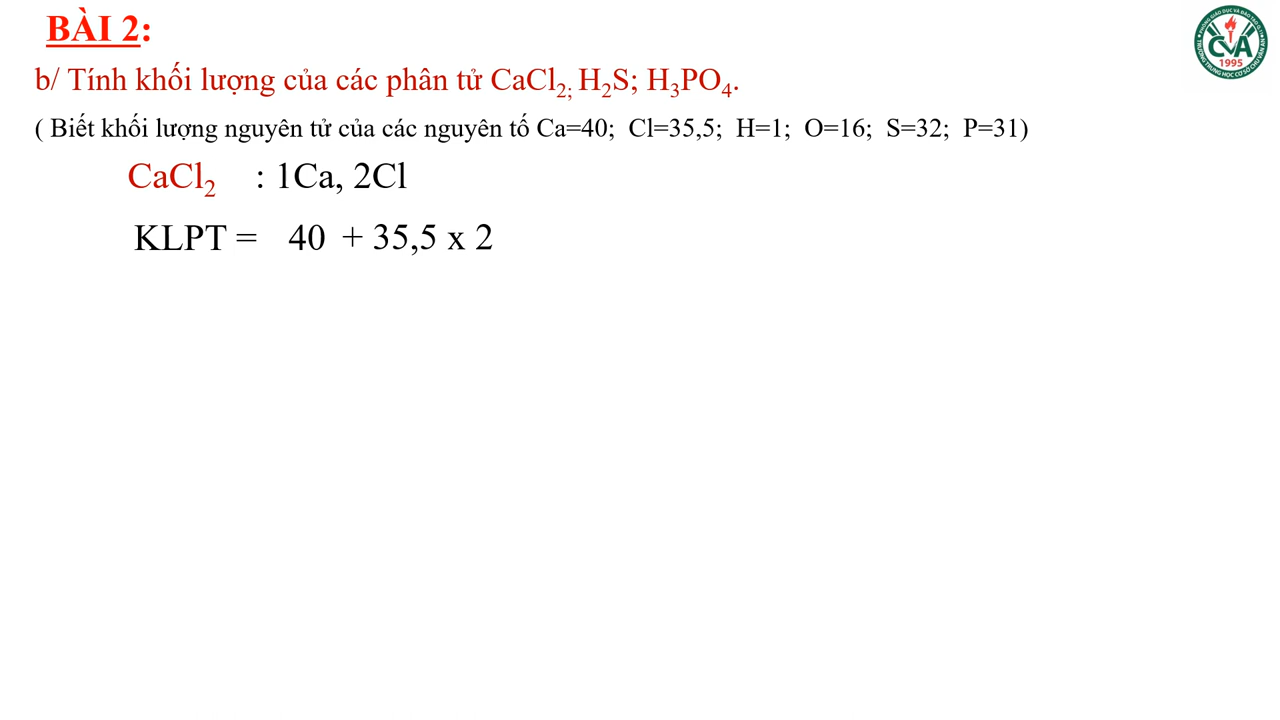 BÀI 2:
b/ Tính khối lượng của các phân tử CaCl₂; H₂S; H₃PO₄.
( Biết khối lượng nguyên tử của các nguyên tố Ca=40; Cl=35,5; H=1; O=16; S=32; P=31)
CaCl₂ : 1Ca, 2Cl
KLPT = 40 + 35,5 x 2
CVA
1995